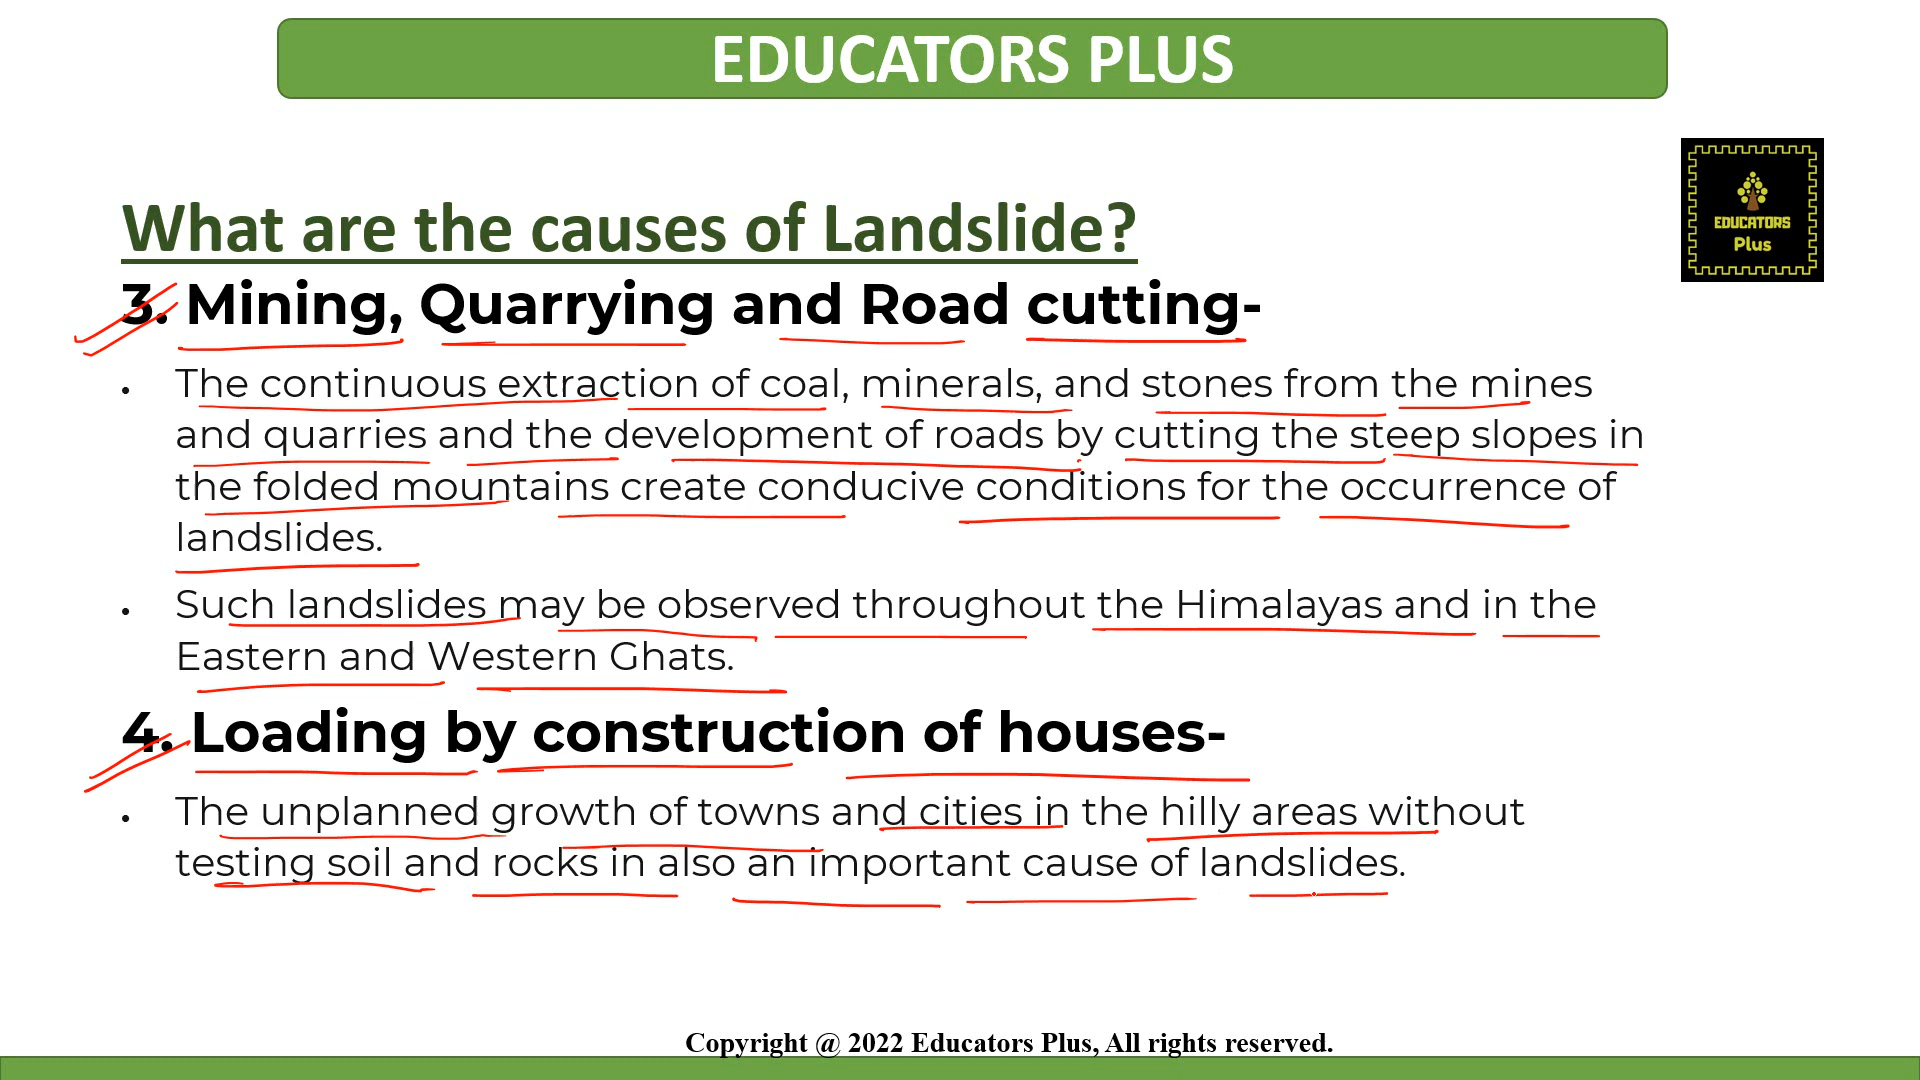 EDUCATORS PLUS
EDUCATORS
Plus
What are the causes of Landslide?
3. Mining, Quarrying and Road cutting-
• The continuous extraction of coal, minerals, and stones from the mines
and quarries and the development of roads by cutting the steep slopes in
the folded mountains create conducive conditions for the occurrence of
landslides.
• Such landslides may be observed throughout the Himalayas and in the
Eastern and Western Ghats.
4. Loading by construction of houses-
• The unplanned growth of towns and cities in the hilly areas without
testing soil and rocks in also an important cause of landslides.
Copyright @ 2022 Educators Plus, All rights reserved.